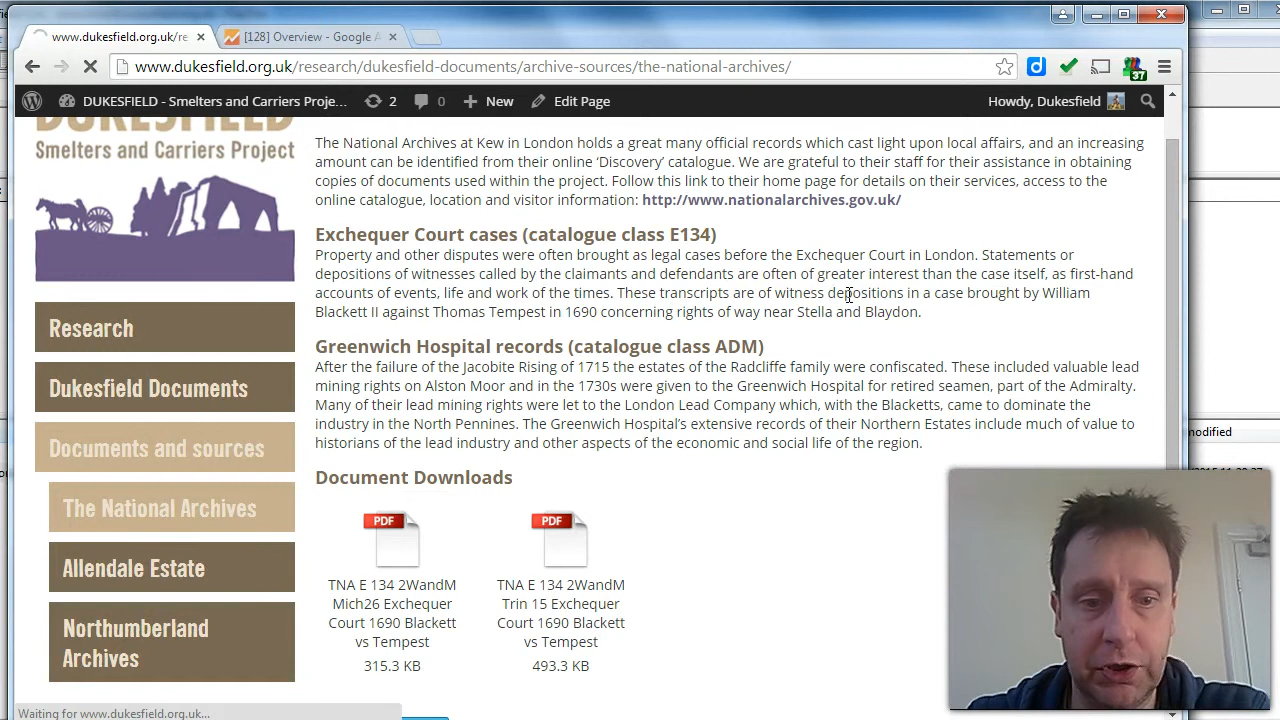 www.dukesfield.org.uk/re
[128] Overview - Google A
www.dukesfield.org.uk/research/dukesfield-documents/archive-sources/the-national-archives/
37
DUKESFIELD - Smelters and Carriers Proje...
2
0
New
Edit Page
Howdy, Dukesfield
DUKESFIELD
Smelters and Carriers Project
Research
Dukesfield Documents
Documents and sources
The National Archives
Allendale Estate
Northumberland
Archives
The National Archives at Kew in London holds a great many official records which cast light upon local affairs, and an increasing
amount can be identified from their online ‘Discovery’ catalogue. We are grateful to their staff for their assistance in obtaining
copies of documents used within the project. Follow this link to their home page for details on their services, access to the
online catalogue, location and visitor information: http://www.nationalarchives.gov.uk/
Exchequer Court cases (catalogue class E134)
Property and other disputes were often brought as legal cases before the Exchequer Court in London. Statements or
depositions of witnesses called by the claimants and defendants are often of greater interest than the case itself, as first-hand
accounts of events, life and work of the times. These transcripts are of witness depositions in a case brought by William
Blackett II against Thomas Tempest in 1690 concerning rights of way near Stella and Blaydon.
Greenwich Hospital records (catalogue class ADM)
After the failure of the Jacobite Rising of 1715 the estates of the Radcliffe family were confiscated. These included valuable lead
mining rights on Alston Moor and in the 1730s were given to the Greenwich Hospital for retired seamen, part of the Admiralty.
Many of their lead mining rights were let to the London Lead Company which, with the Blacketts, came to dominate the
industry in the North Pennines. The Greenwich Hospital’s extensive records of their Northern Estates include much of value to
historians of the lead industry and other aspects of the economic and social life of the region.
Document Downloads
PDF
TNA E 134 2WandM
Mich26 Exchequer
Court 1690 Blackett
vs Tempest
315.3 KB
PDF
TNA E 134 2WandM
Trin 15 Exchequer
Court 1690 Blackett
vs Tempest
493.3 KB
modified
Waiting for www.dukesfield.org.uk...